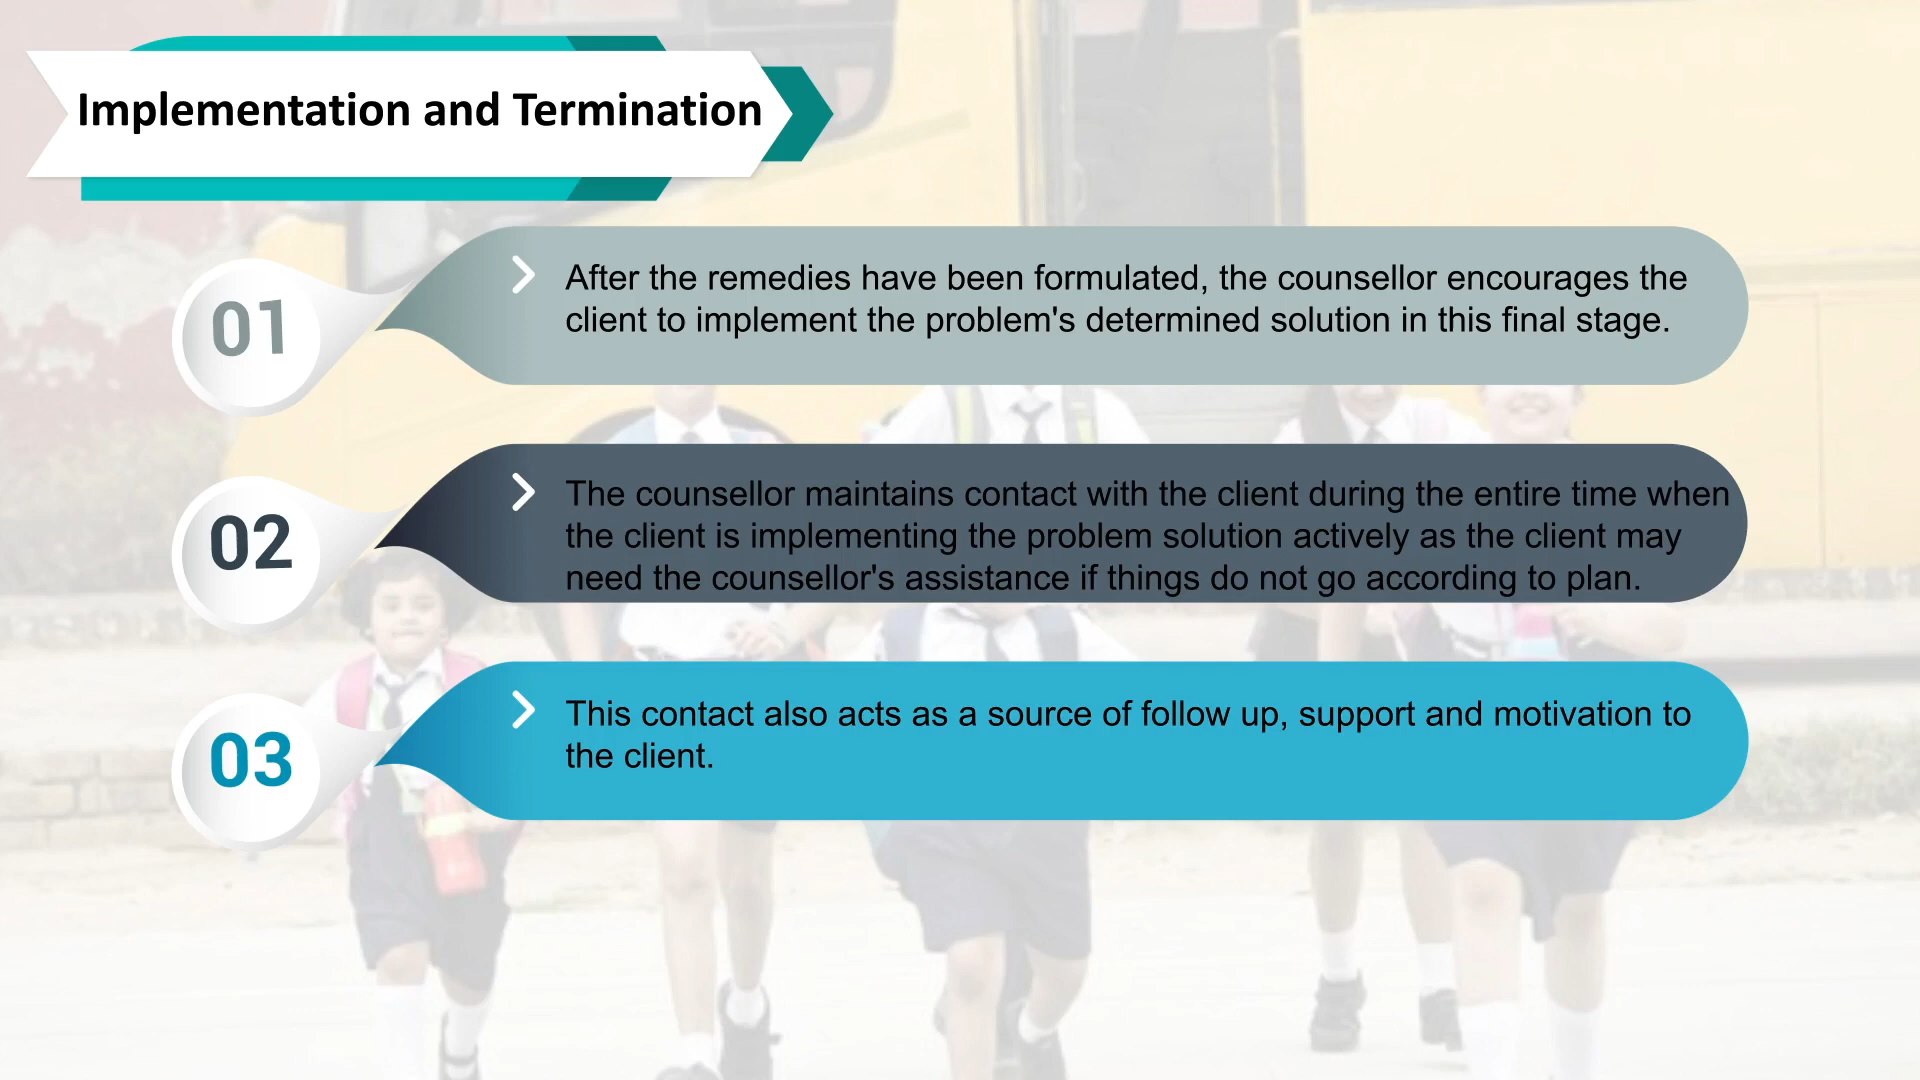 Implementation and Termination
01
After the remedies have been formulated, the counsellor encourages the
client to implement the problem's determined solution in this final stage.
02
The counsellor maintains contact with the client during the entire time when
the client is implementing the problem solution actively as the client may
need the counsellor's assistance if things do not go according to plan.
03
This contact also acts as a source of follow up, support and motivation to
the client.